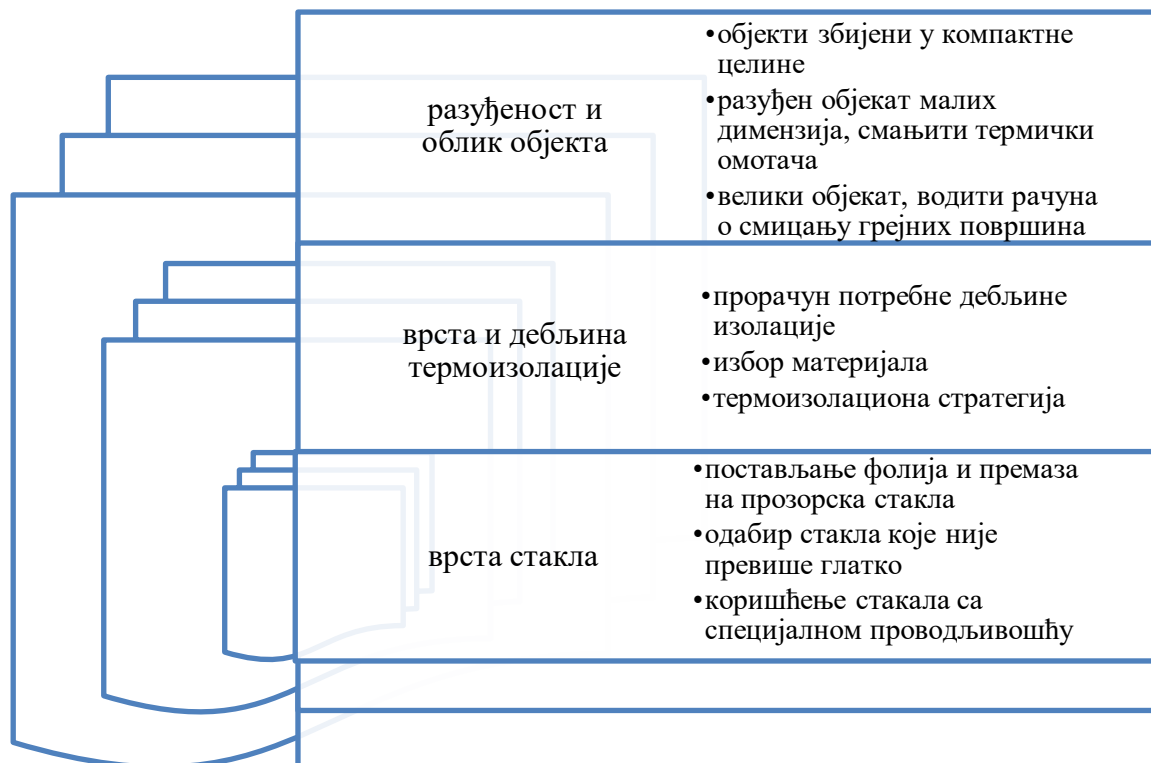 разуђеност и
облик објекта
•објекти збијени у компактне
целине
•разуђен објекат малих
димензија, смањити термички
омотача
•велики објекат, водити рачуна
о смицању грејних површина
врста и дебљина
термоизолације
•прорачун потребне дебљине
изолације
•избор материјала
•термоизолациона стратегија
врста стакла
•постављање фолија и премаза
на прозорска стакла
•одабир стакла које није
превише глатко
•коришћење стакала са
специјалном проводљивошћу